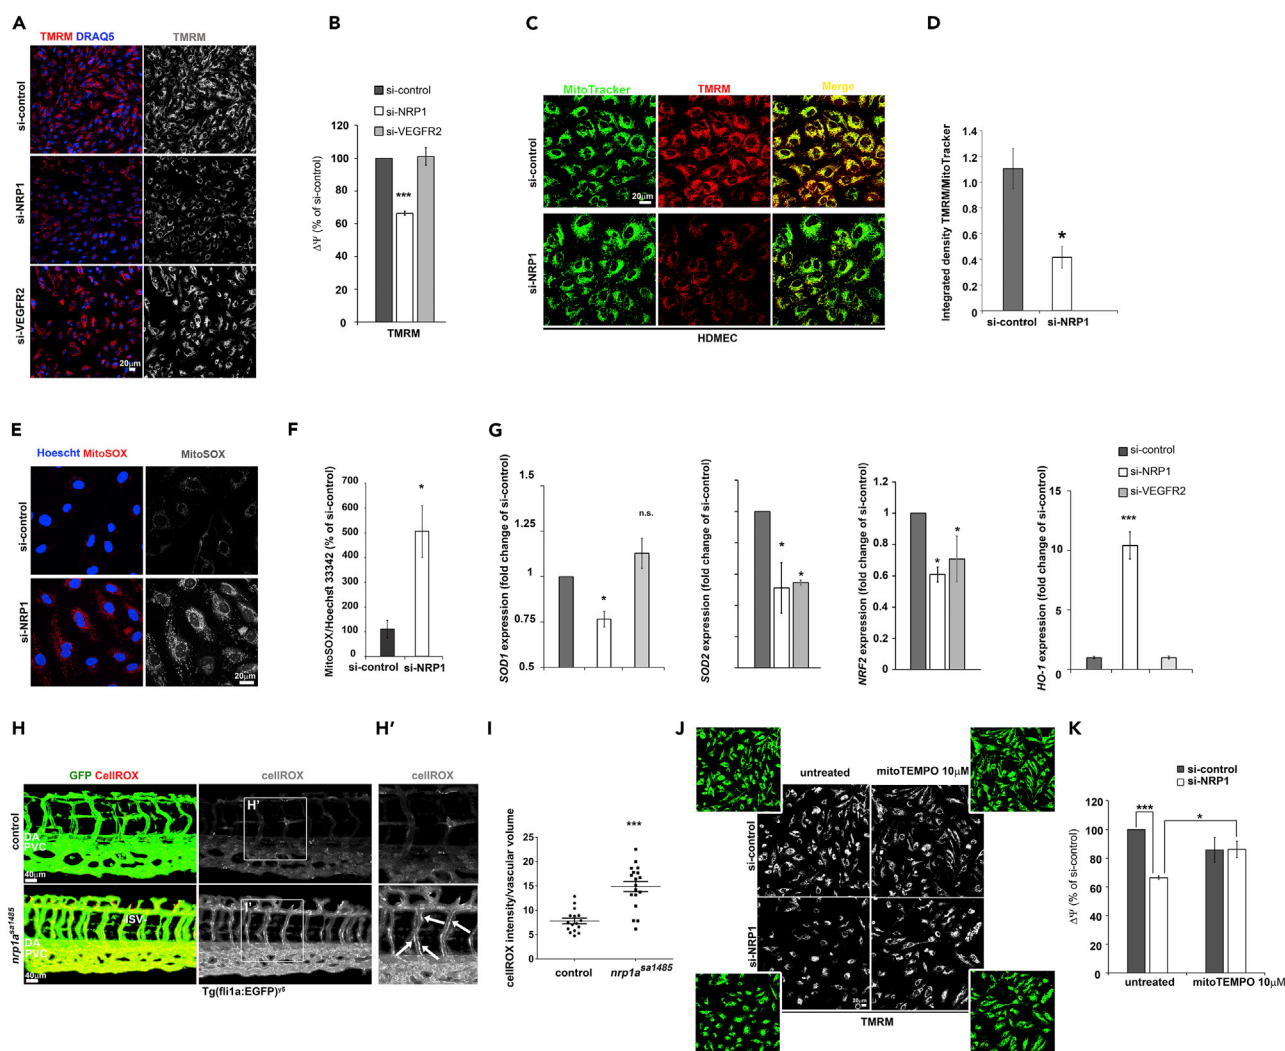 A
TMRM DRAQ5
TMRM
si-control
si-NRP1
si-VEGFR2
20μm
B
si-control
si-NRP1
si-VEGFR2
ΔΨ (% of si-control)
120
100
80
60
40
20
0
***
TMRM
C
MitoTracker
TMRM
Merge
si-control
20μm
si-NRP1
HDMEC
D
Integrated density TMRM/MitoTracker
1.4
1.2
1.0
0.8
0.6
0.4
0.2
0
*
si-control si-NRP1
E
Hoescht MitoSOX
MitoSOX
si-control
si-NRP1
20μm
F
MitoSOX/Hoechst 33342 (% of si-control)
700
600
500
400
300
200
100
0
*
si-control si-NRP1
G
SOD1 expression (fold change of si-control)
1.5
1.25
1
0.75
0.5
*
n.s.
SOD2 expression (fold change of si-control)
*
*
NRF2 expression (fold change of si-control)
1.2
1
0.8
0.6
0.4
0.2
0
*
*
si-control
si-NRP1
si-VEGFR2
HO-1 expression (fold change of si-control)
15
10
5
0
***
H
GFP CellROX
cellROX
control
H'
DA
PVC
40μm
nrp1a sa1485
I'
ISV
DA
PVC
40μm
Tg(fli1a:EGFP)y5
H'
cellROX
I
cellROX intensity/vascular volume
30
25
20
15
10
5
0
***
control nrp1a sa1485
J
untreated
mitoTEMPO 10μM
si-control
si-NRP1
20μm
TMRM
K
si-control
si-NRP1
ΔΨ (% of si-control)
120
100
80
60
40
20
0
***
*
untreated mitoTEMPO 10μM